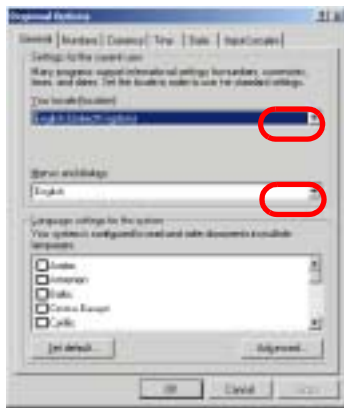 Regional Options
General Numbers Currency Time Date Input Locales
Settings for the current user
Many programs support international settings for numbers, currencies,
times, and dates. Set the locale in order to use the standard settings.
Your locale (location):
English (United Kingdom)
Menus and dialogs
English
Language settings for the system
Your system is configured to read and write documents in multiple
languages.
Arabic
Armenian
Baltic
Central Europe
Cyrillic
Set default...
Advanced...
OK Cancel Apply